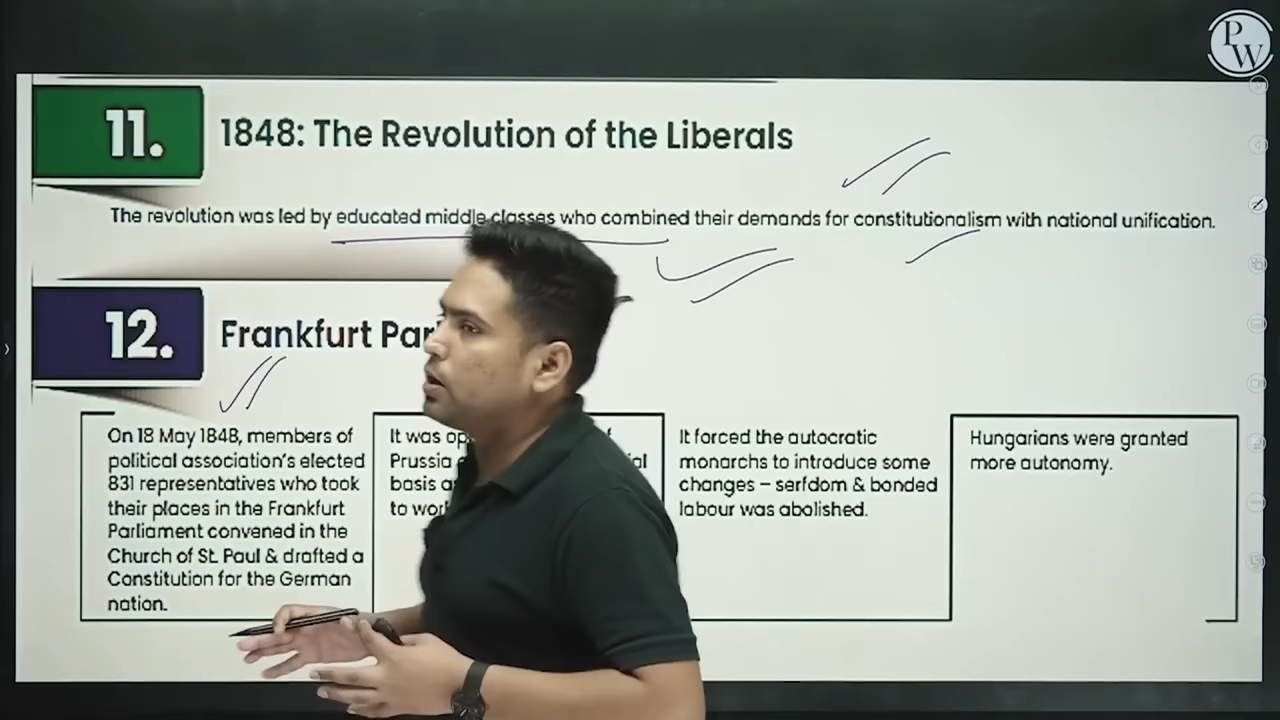 PW
11.
1848: The Revolution of the Liberals
The revolution was led by educated middle classes who combined their demands for constitutionalism with national unification.
12.
Frankfurt Par
On 18 May 1848, members of
political association's elected
831 representatives who took
their places in the Frankfurt
Parliament convened in the
Church of St. Paul & drafted a
Constitution for the German
nation.
It was op
Prussia
basis a
to wor
It forced the autocratic
monarchs to introduce some
changes – serfdom & bonded
labour was abolished.
Hungarians were granted
more autonomy.